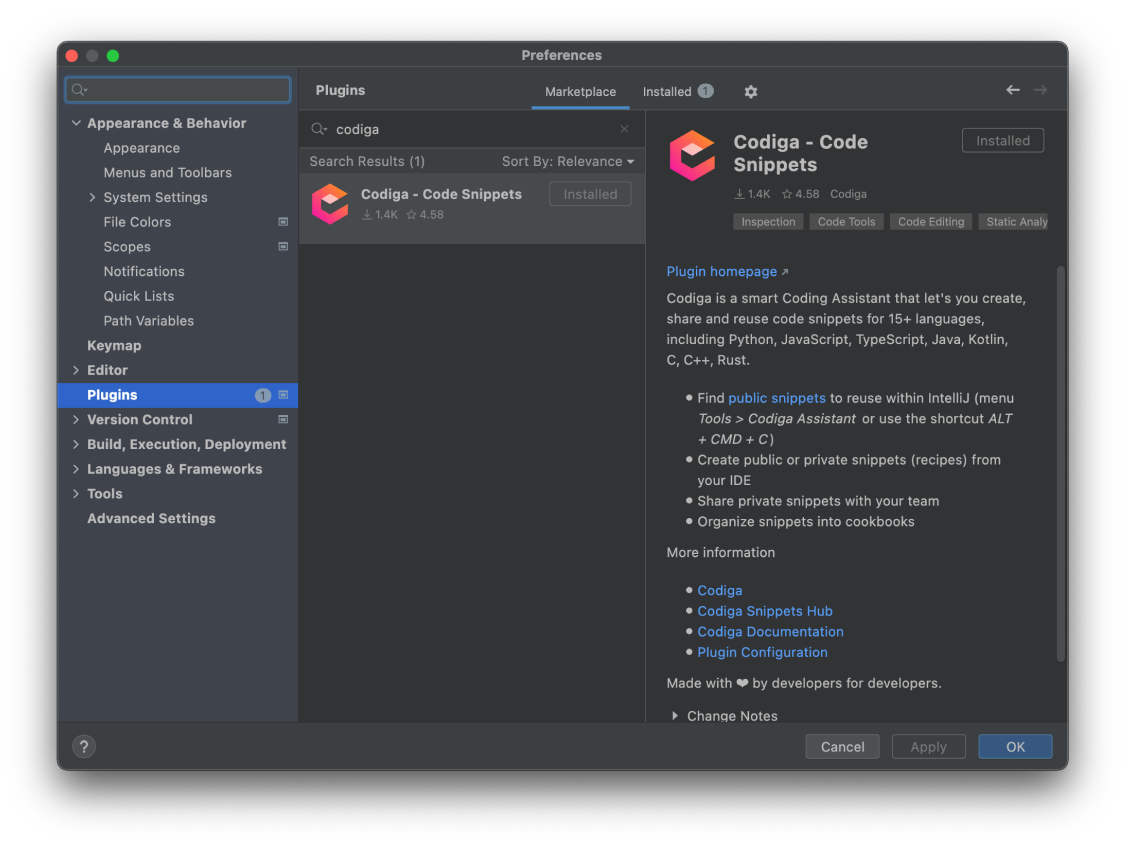 Preferences
Appearance & Behavior
Appearance
Menus and Toolbars
System Settings
File Colors
Scopes
Notifications
Quick Lists
Path Variables
Keymap
Editor
Plugins 1
Version Control
Build, Execution, Deployment
Languages & Frameworks
Tools
Advanced Settings
Plugins Marketplace Installed 1
codiga
Search Results (1) Sort By: Relevance
Codiga - Code Snippets Installed
1.4K 4.58
Codiga - Code
Snippets
Installed
1.4K 4.58 Codiga
Inspection Code Tools Code Editing Static Analy
Plugin homepage
Codiga is a smart Coding Assistant that let's you create,
share and reuse code snippets for 15+ languages,
including Python, JavaScript, TypeScript, Java, Kotlin,
C, C++, Rust.
• Find public snippets to reuse within IntelliJ (menu
Tools > Codiga Assistant or use the shortcut ALT
+ CMD + C)
• Create public or private snippets (recipes) from
your IDE
• Share private snippets with your team
• Organize snippets into cookbooks
More information
• Codiga
• Codiga Snippets Hub
• Codiga Documentation
• Plugin Configuration
Made with ❤ by developers for developers.
Change Notes
? Cancel Apply OK